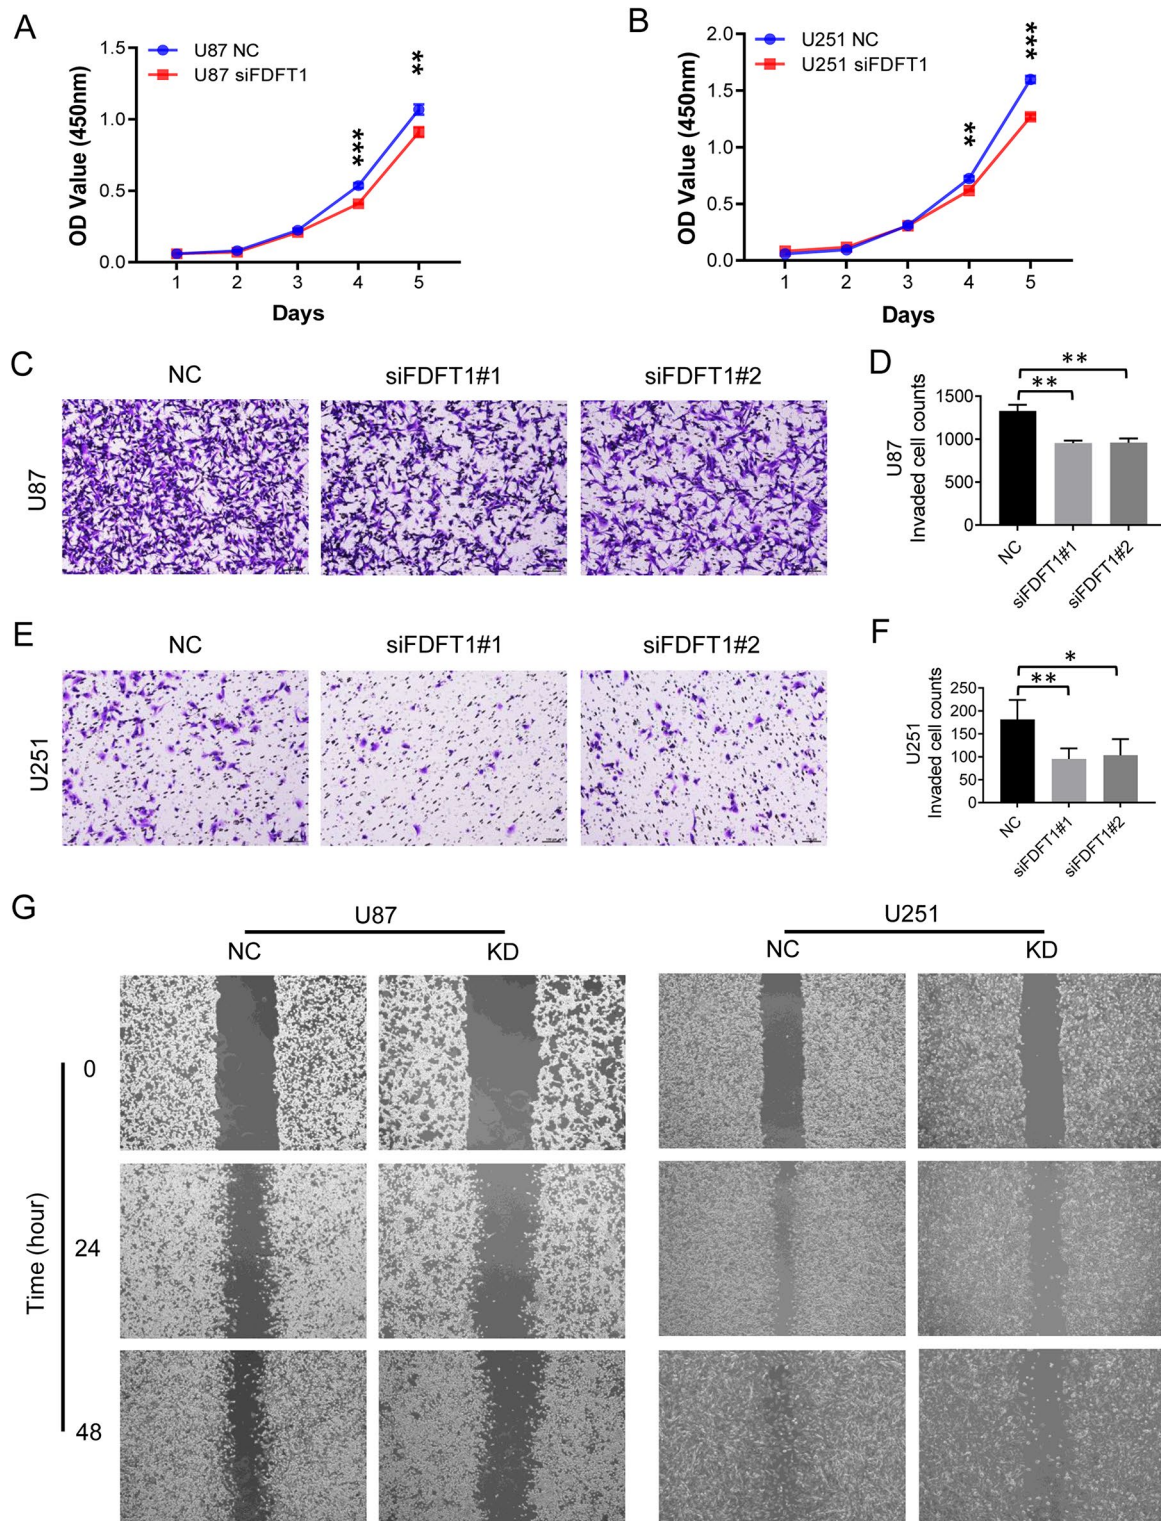 A
U87 NC
U87 siFDFT1
OD Value (450nm)
1.5
1.0
0.5
0.0
***
**
1 2 3 4 5
Days
B
U251 NC
U251 siFDFT1
OD Value (450nm)
2.0
1.5
1.0
0.5
0.0
**
***
1 2 3 4 5
Days
C
NC siFDFT1#1 siFDFT1#2
U87
D
U87
Invaded cell counts
1500
1000
500
0
**
**
NC siFDFT1#1 siFDFT1#2
E
NC siFDFT1#1 siFDFT1#2
U251
F
U251
Invaded cell counts
250
200
150
100
50
0
*
**
NC siFDFT1#1 siFDFT1#2
G
U87 U251
NC KD NC KD
Time (hour)
0
24
48